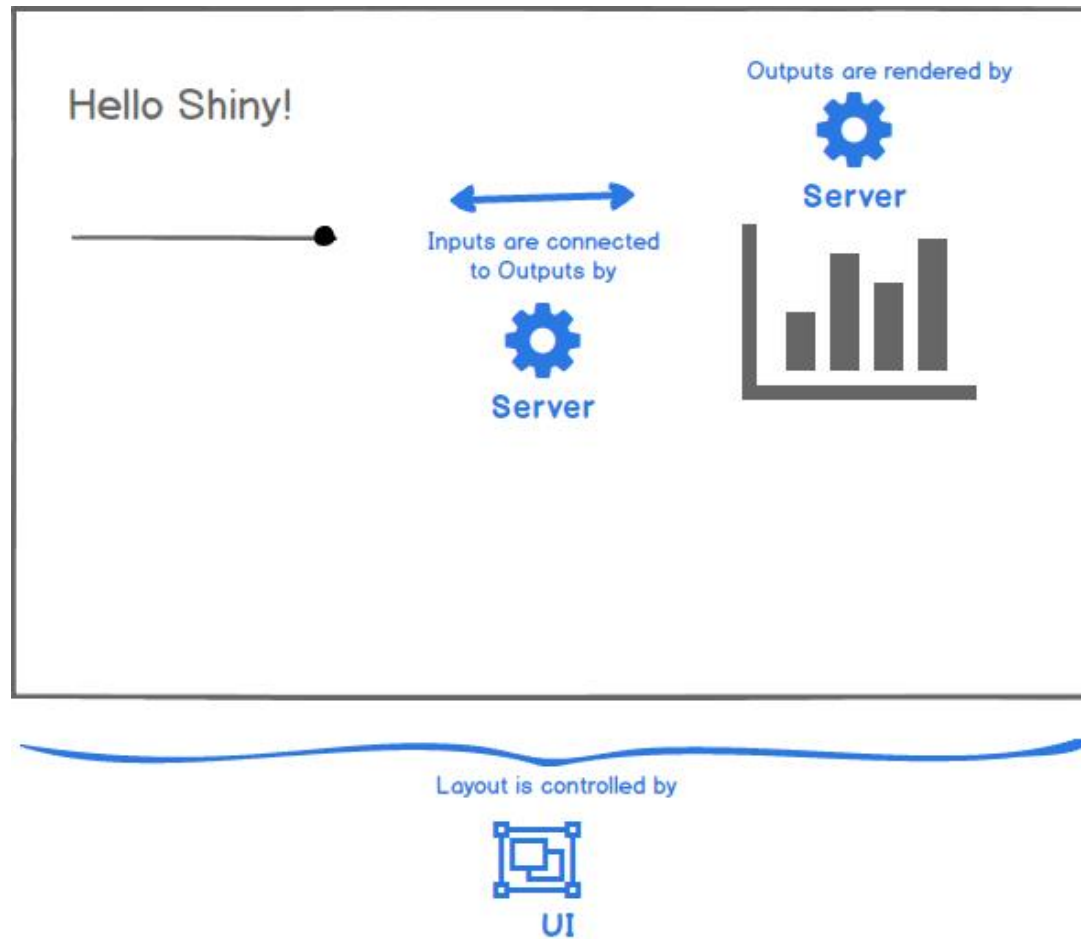 Hello Shiny!
Outputs are rendered by
Server
Inputs are connected
to Outputs by
Server
Layout is controlled by
UI